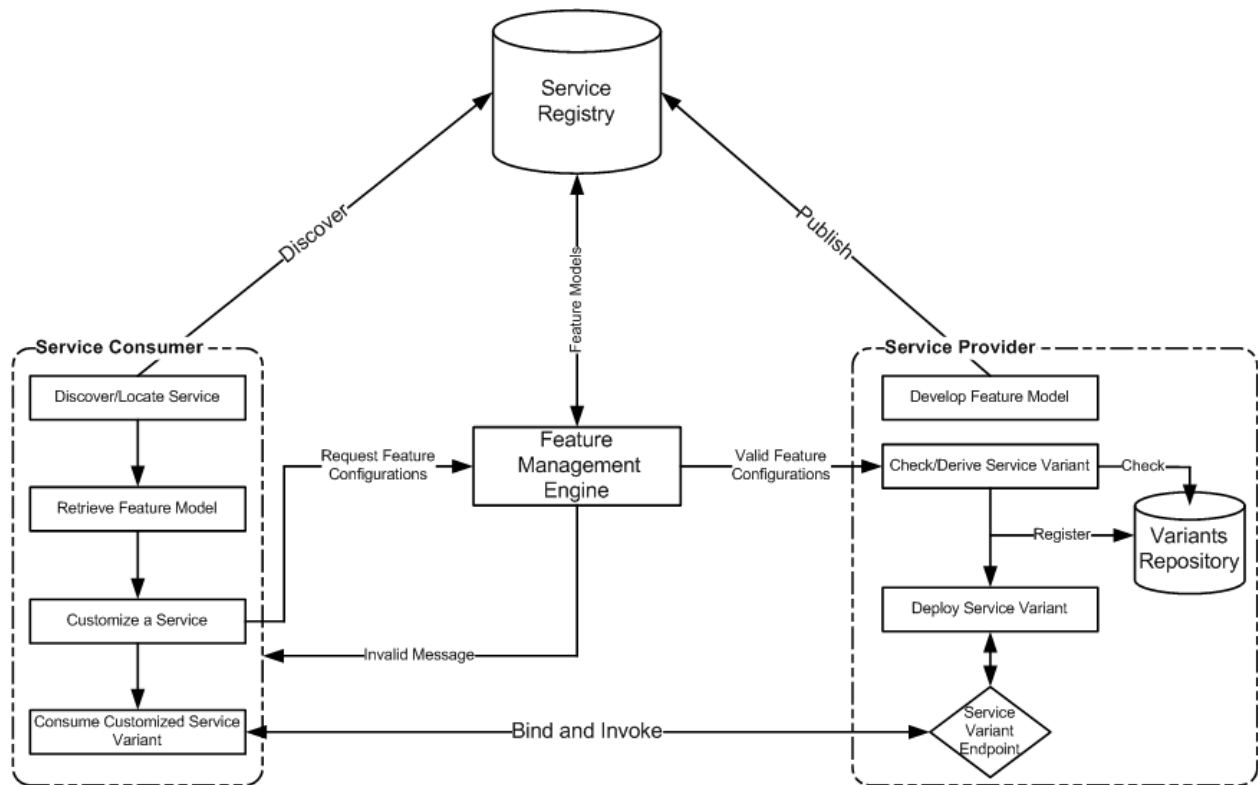 Service
Registry
Discover
Publish
Feature Models
Service Consumer
Discover/Locate Service
Retrieve Feature Model
Customize a Service
Consume Customized Service
Variant
Request Feature
Configurations
Feature
Management
Engine
Invalid Message
Valid Feature
Configurations
Service Provider
Develop Feature Model
Check/Derive Service Variant
Check
Register
Variants
Repository
Deploy Service Variant
Service
Variant
Endpoint
Bind and Invoke